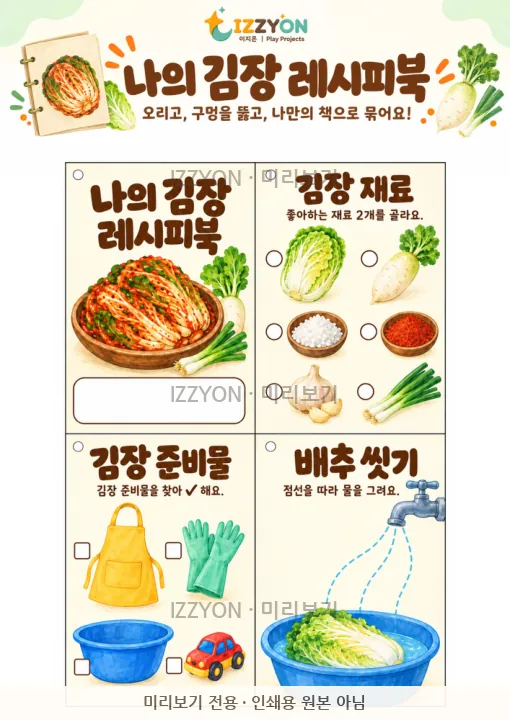 IZZYON
이지온 | Play Projects
나의 김장 레시피북
오리고, 구멍을 뚫고, 나만의 책으로 묶어요!
IZZYON · 미리보기
나의 김장
레시피북
김장 재료
좋아하는 재료 2개를 골라요.
IZZYON · 미리보기
김장 준비물
김장 준비물을 찾아 ✓ 해요.
배추 씻기
점선을 따라 물을 그려요.
IZZYON · 미리보기
미리보기 전용 · 인쇄용 원본 아님